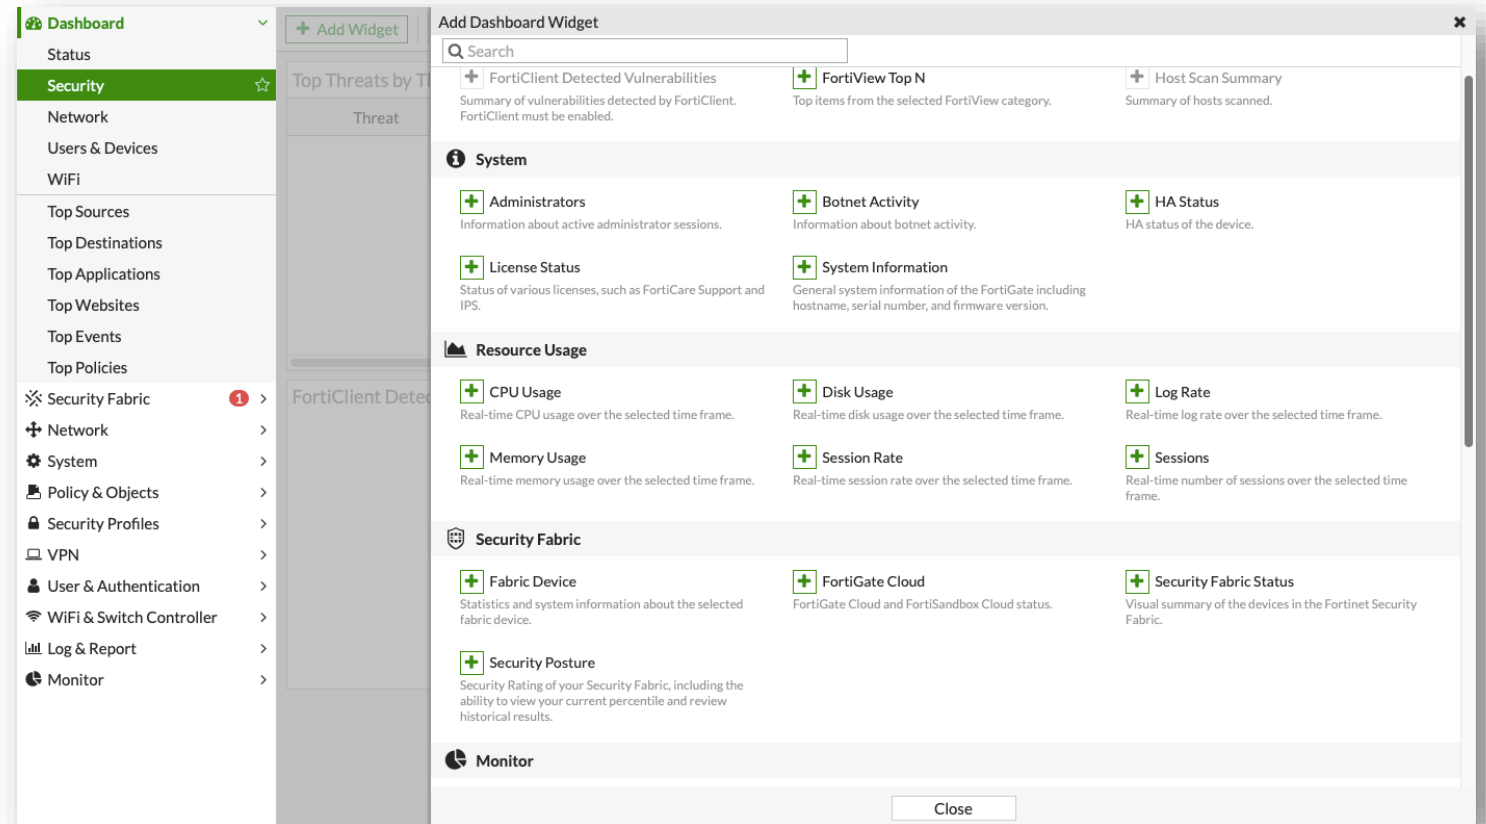 Dashboard
Status
Security
Network
Users & Devices
WiFi
Top Sources
Top Destinations
Top Applications
Top Websites
Top Events
Top Policies
Security Fabric 1
Network
System
Policy & Objects
Security Profiles
VPN
User & Authentication
WiFi & Switch Controller
Log & Report
Monitor
Add Widget
Top Threats by
Threat
FortiClient
Add Dashboard Widget
Search
FortiClient Detected Vulnerabilities
Summary of vulnerabilities detected by FortiClient.
FortiClient must be enabled.
FortiView Top N
Top items from the selected FortiView category.
Host Scan Summary
Summary of hosts scanned.
System
Administrators
Information about active administrator sessions.
Botnet Activity
Information about botnet activity.
HA Status
HA status of the device.
License Status
Status of various licenses, such as FortiCare Support and
IPS.
System Information
General system information of the FortiGate including
hostname, serial number, and firmware version.
Resource Usage
CPU Usage
Real-time CPU usage over the selected time frame.
Disk Usage
Real-time disk usage over the selected time frame.
Log Rate
Real-time log rate over the selected time frame.
Memory Usage
Real-time memory usage over the selected time frame.
Session Rate
Real-time session rate over the selected time frame.
Sessions
Real-time number of sessions over the selected time
frame.
Security Fabric
Fabric Device
Statistics and system information about the selected
fabric device.
FortiGate Cloud
FortiGate Cloud and FortiSandbox Cloud status.
Security Fabric Status
Visual summary of the devices in the Fortinet Security
Fabric.
Security Posture
Security Rating of your Security Fabric, including the
ability to view your current percentile and review
historical results.
Monitor
Close